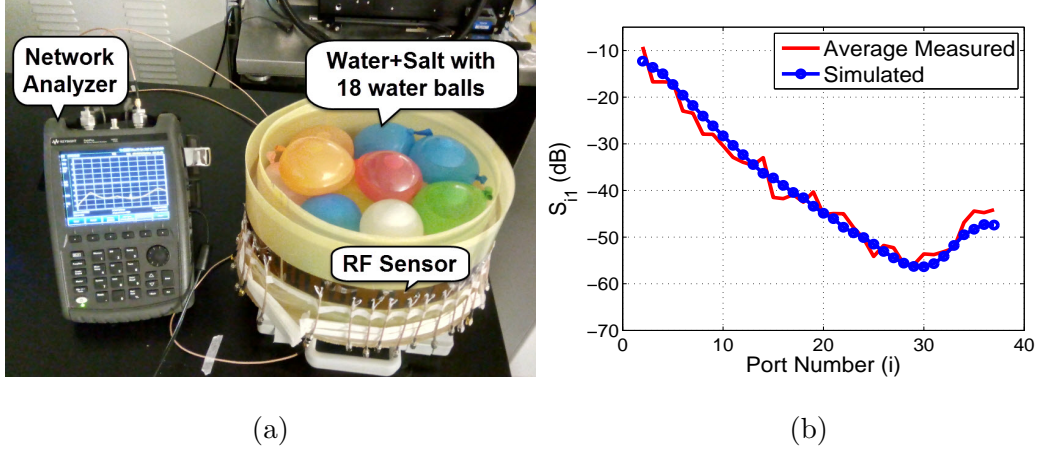 Network
Analyzer
Water+Salt with
18 water balls
RF Sensor
(a)
−10
−20
−30
−40
−50
−60
−70
0
10
20
30
40
S_i1 (dB)
Port Number (i)
Average Measured
Simulated
(b)